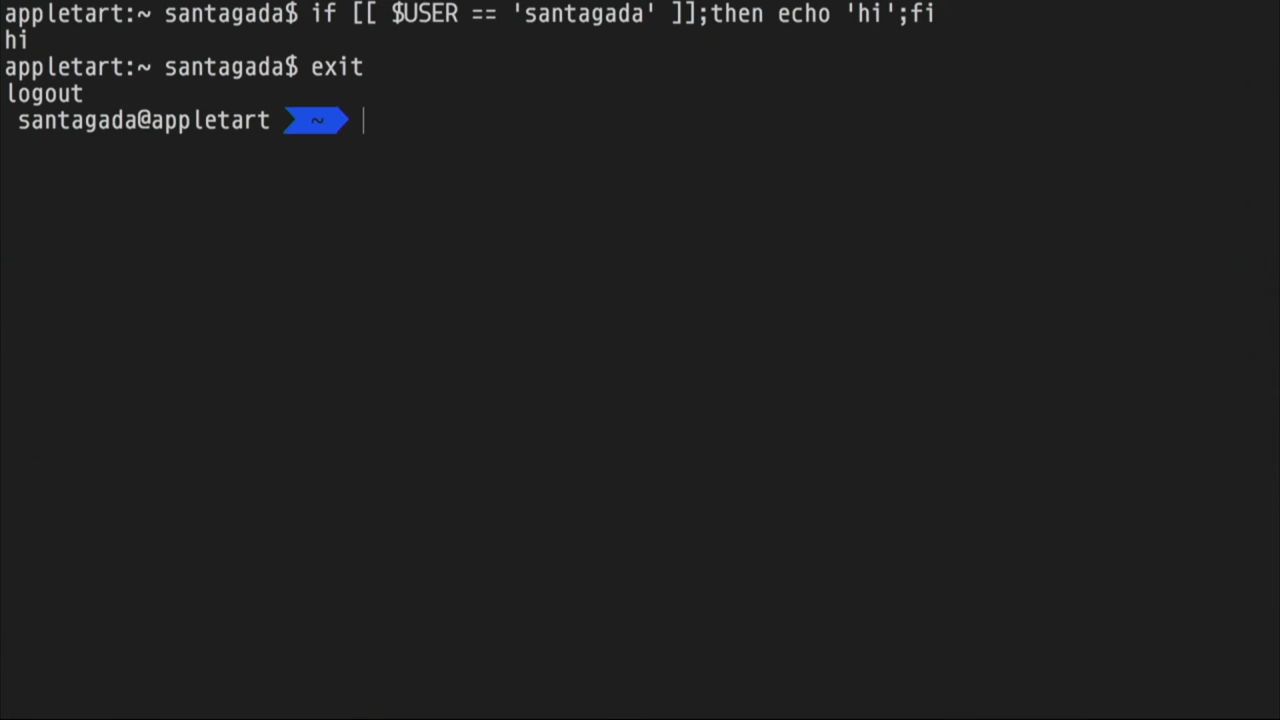 appletart:~ santagada$ if [[ $USER == 'santagada' ]];then echo 'hi';fi
hi
appletart:~ santagada$ exit
logout
santagada@appletart ~